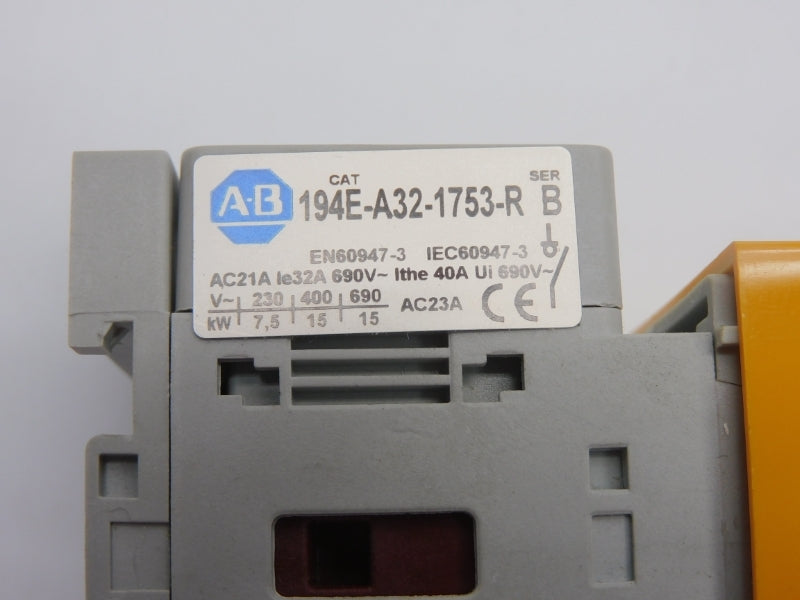 CAT SER
A-B 194E-A32-1753-R B
EN60947-3 IEC60947-3
AC21A Ie32A 690V~ Ithe 40A Ui 690V~
V~ 230 400 690
kW 7,5 15 15
AC23A CE